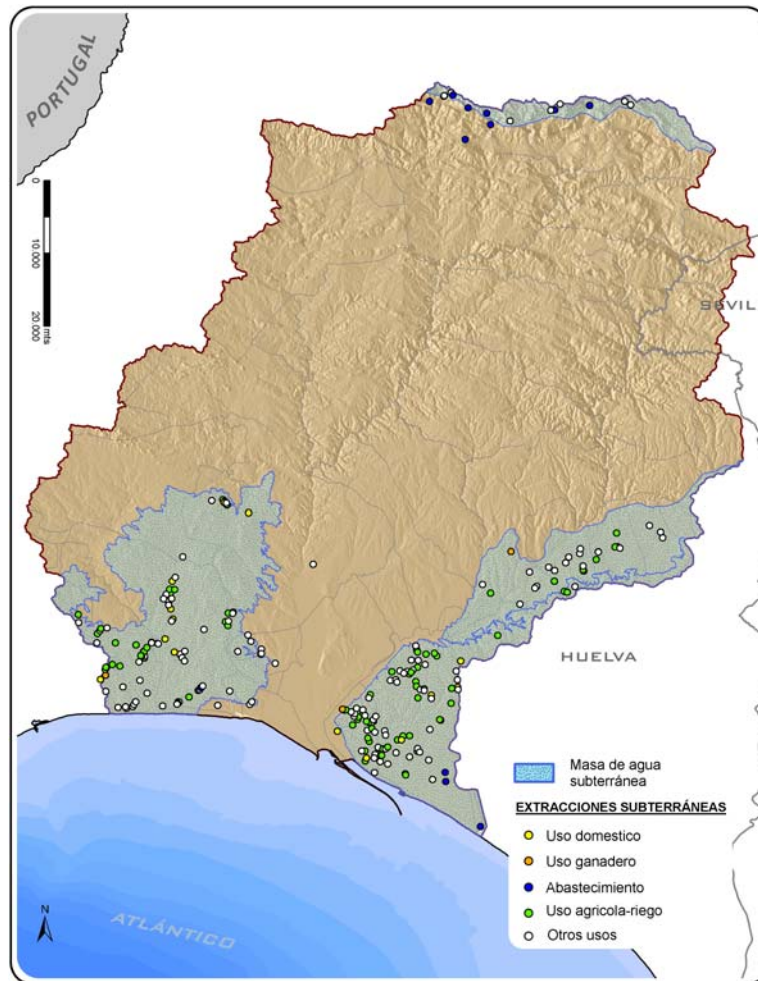 PORTUGAL
0
10.000
20.000
mts
SEVIL
HUELVA
Masa de agua
subterránea
EXTRACCIONES SUBTERRÁNEAS
Uso domestico
Uso ganadero
Abastecimiento
Uso agricola-riego
Otros usos
N
ATLÁNTICO